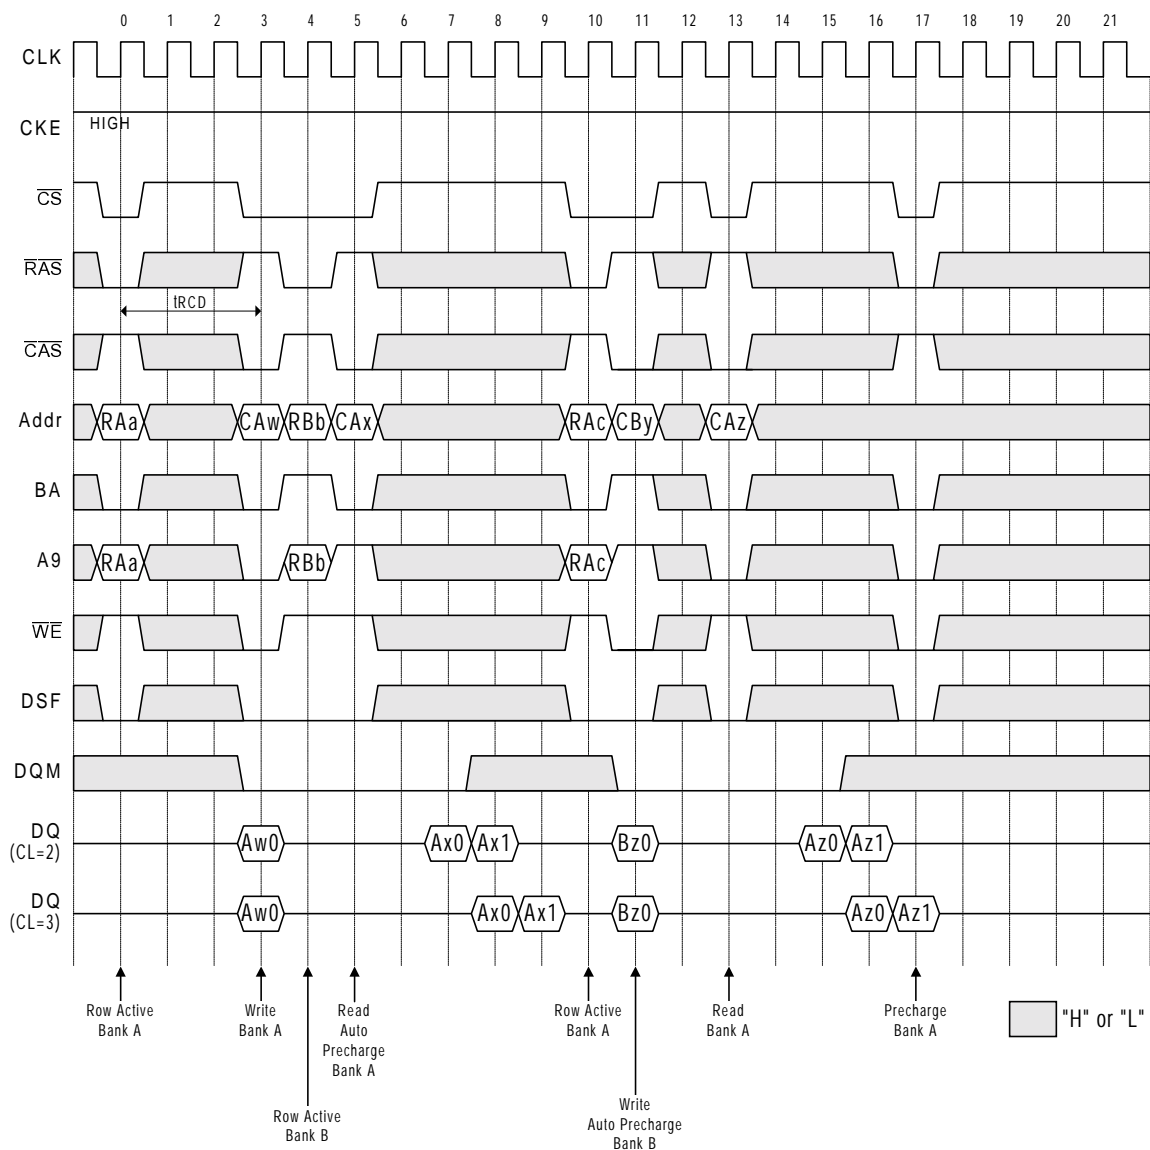 0 1 2 3 4 5 0 7 8 9 10 11 12 13 14 15 16 17 18 19 20 21
CLK
CKE
HIGH
CS
RAS
tRCD
CAS
Addr RAa CAw RBb CAx RAc CBy CAz
BA
A9 RAa RBb RAc
WE
DSF
DQM
DQ
(CL=2)
Aw0 Ax0 Ax1 Bz0 Az0 Az1
DQ
(CL=3)
Aw0 Ax0 Ax1 Bz0 Az0 Az1
Row Active
Bank A
Write
Bank A
Row Active
Bank B
Read
Auto
Precharge
Bank A
Row Active
Bank A
Write
Auto Precharge
Bank B
Read
Bank A
Precharge
Bank A
"H" or "L"